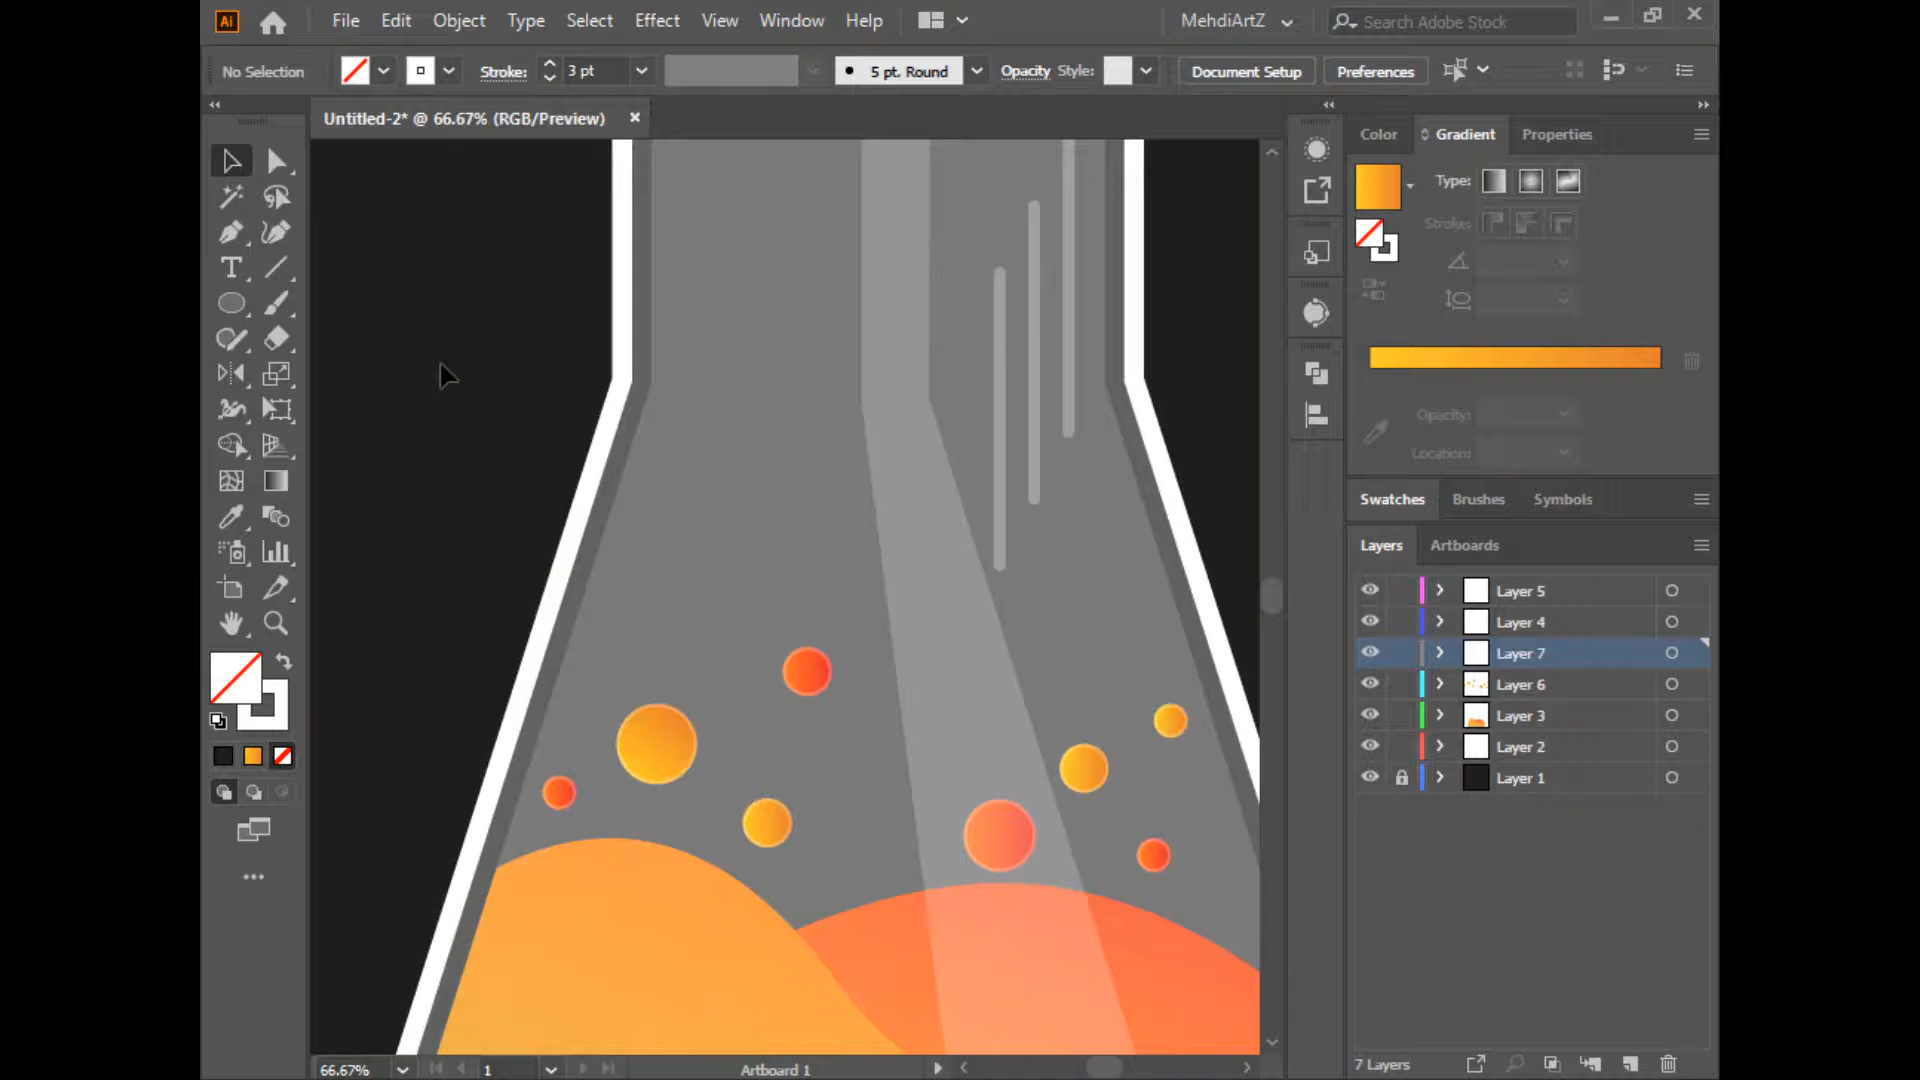 Ai File Edit Object Type Select Effect View Window Help MehdiArtZ Search Adobe Stock
No Selection Stroke: 3 pt 5 pt. Round Opacity Style: Document Setup Preferences
Untitled-2* @ 66.67% (RGB/Preview) ×
Color Gradient Properties
Type:
Stroke:
Opacity:
Location:
Swatches Brushes Symbols
Layers Artboards
Layer 5
Layer 4
Layer 7
Layer 6
Layer 3
Layer 2
Layer 1
7 Layers
66.67% 1 Artboard 1